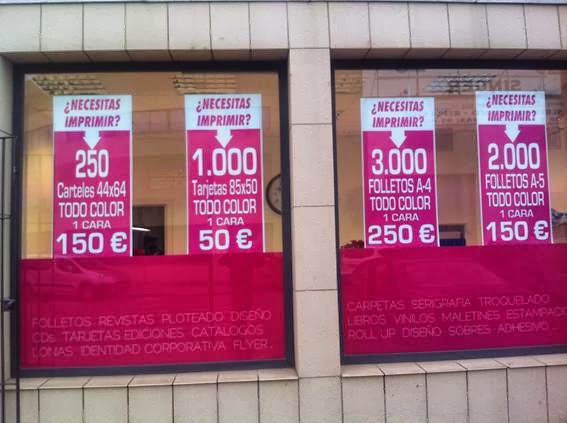 ¿NECESITAS
IMPRIMIR?
250
Carteles 44x64
TODO COLOR
1 CARA
150 €
¿NECESITAS
IMPRIMIR?
1.000
Tarjetas 85x50
TODO COLOR
1 CARA
50 €
¿NECESITAS
IMPRIMIR?
3.000
FOLLETOS A-4
TODO COLOR
1 CARA
250 €
¿NECESITAS
IMPRIMIR?
2.000
FOLLETOS A-5
TODO COLOR
1 CARA
150 €
FOLLETOS REVISTAS PLOTEADO DISEÑO
CDs TARJETAS EDICIONES CATALOGOS
LONAS IDENTIDAD CORPORATIVA FLYER.
CARPETAS SERIGRAFIA TROQUELADO
LIBROS VINILOS MALETINES ESTAMPAC
ROLL UP DISEÑO SOBRES ADHESIVO
SINGER